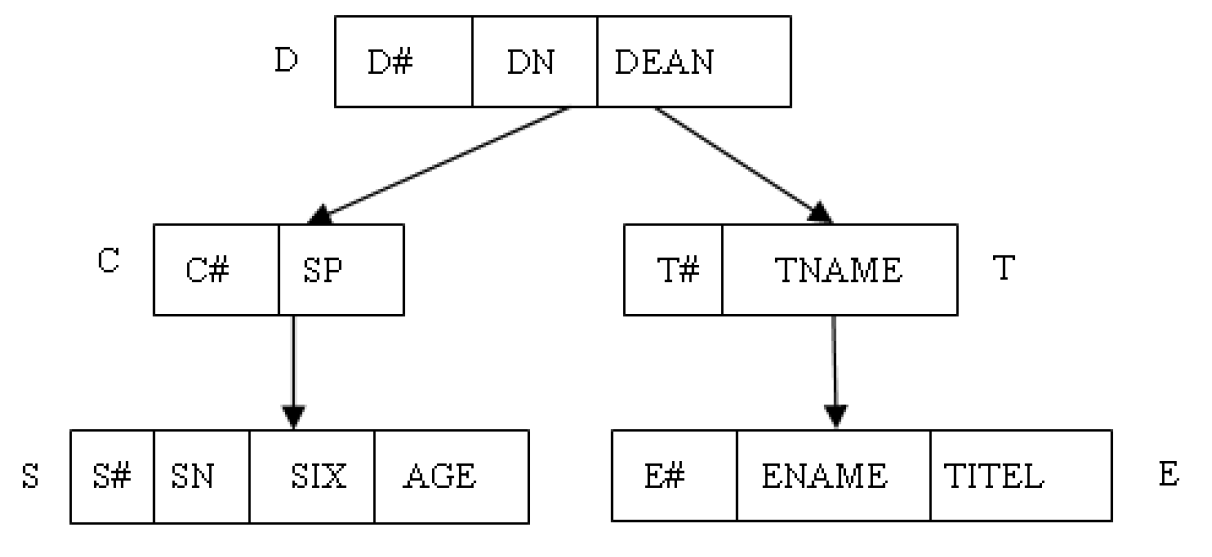 D D# DN DEAN
C C# SP T# TNAME T
S S# SN SIX AGE E# ENAME TITEL E